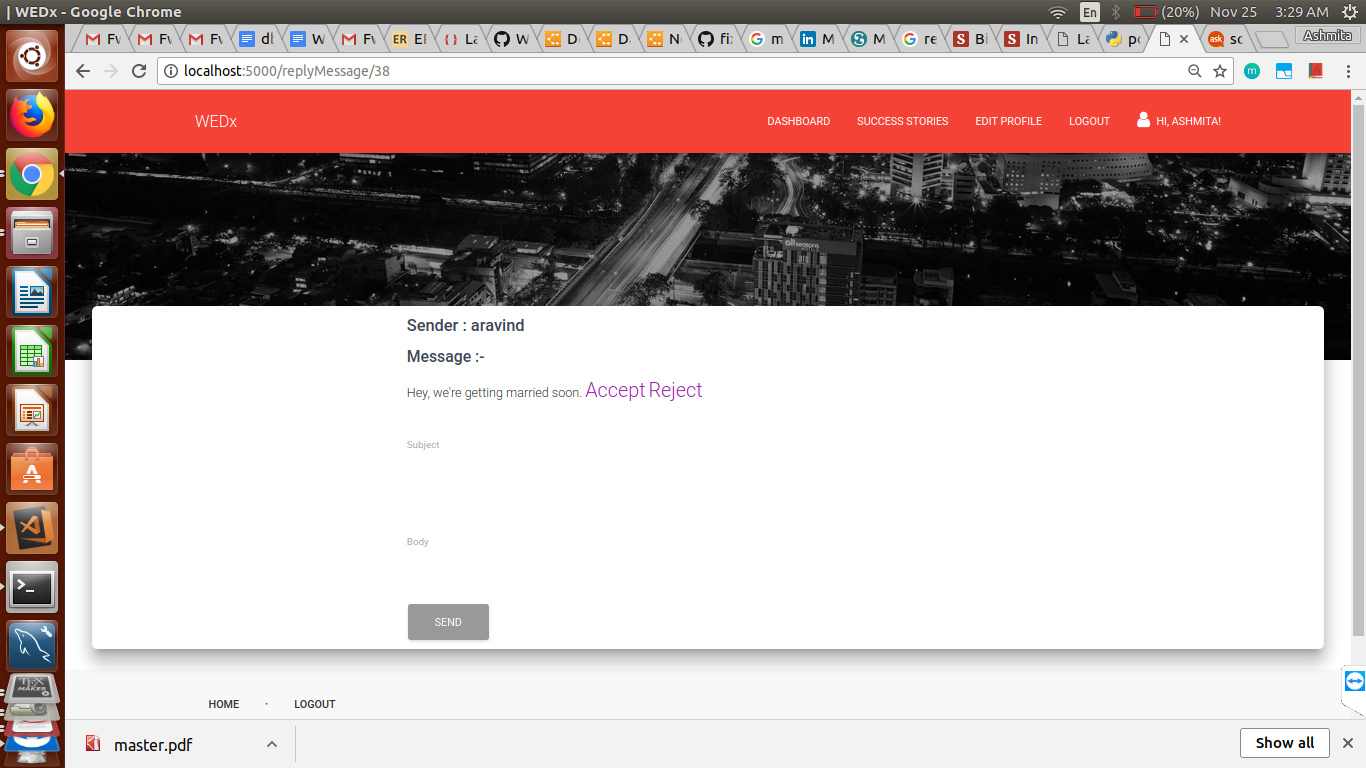 | WEDx - Google Chrome
En
(20%)
Nov 25
3:29 AM
Fv
Fv
Fv
dl
W
Fv
ER
El
La
W
D
D
N
fix
m
M
M
re
Bi
In
La
po
ask
sc
Ashmita
localhost:5000/replyMessage/38
m
WEDx
DASHBOARD
SUCCESS STORIES
EDIT PROFILE
LOGOUT
HI, ASHMITA!
allseasons
Sender : aravind
Message :-
Hey, we're getting married soon. Accept Reject
Subject
Body
SEND
HOME
·
LOGOUT
master.pdf
Show all